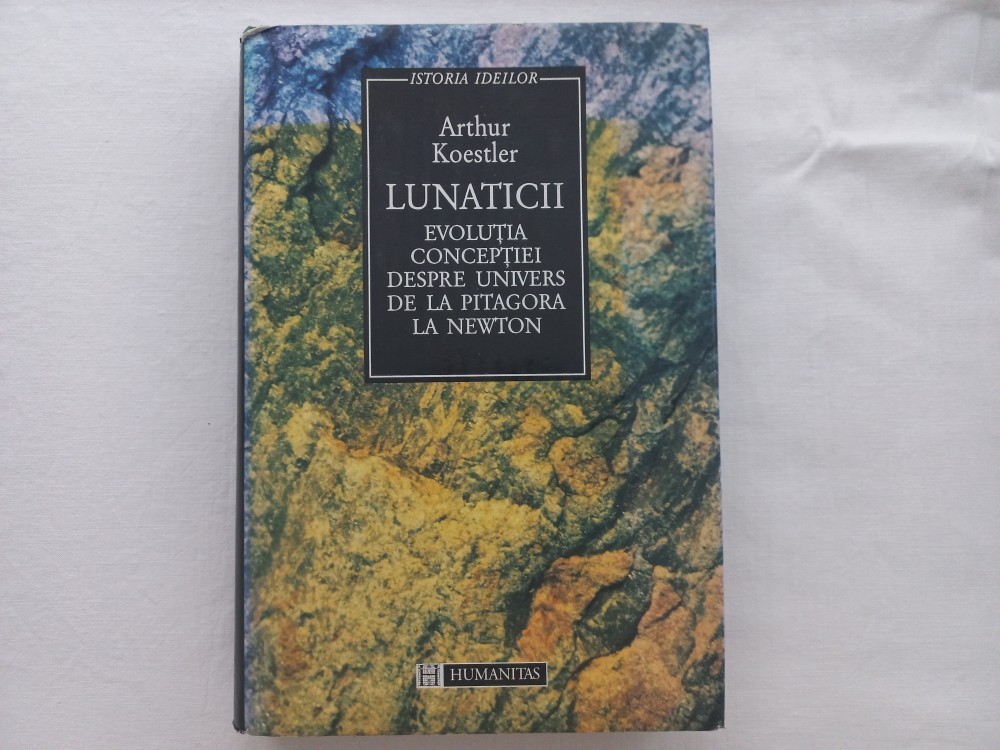 ISTORIA IDEILOR
Arthur
Koestler
LUNATICII
EVOLUȚIA
CONCEPȚIEI
DESPRE UNIVERS
DE LA PITAGORA
LA NEWTON
HUMANITAS